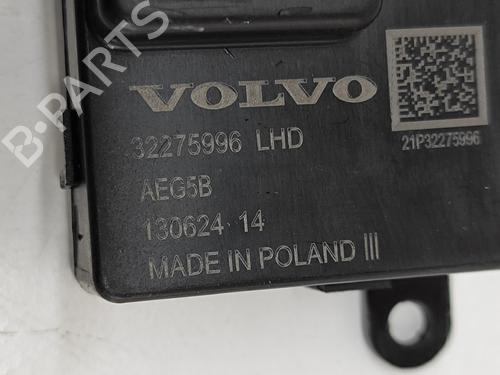 VOLVO
32275996 LHD
21P32275996
AEG5B
130624 14
MADE IN POLAND III
B-PARTS